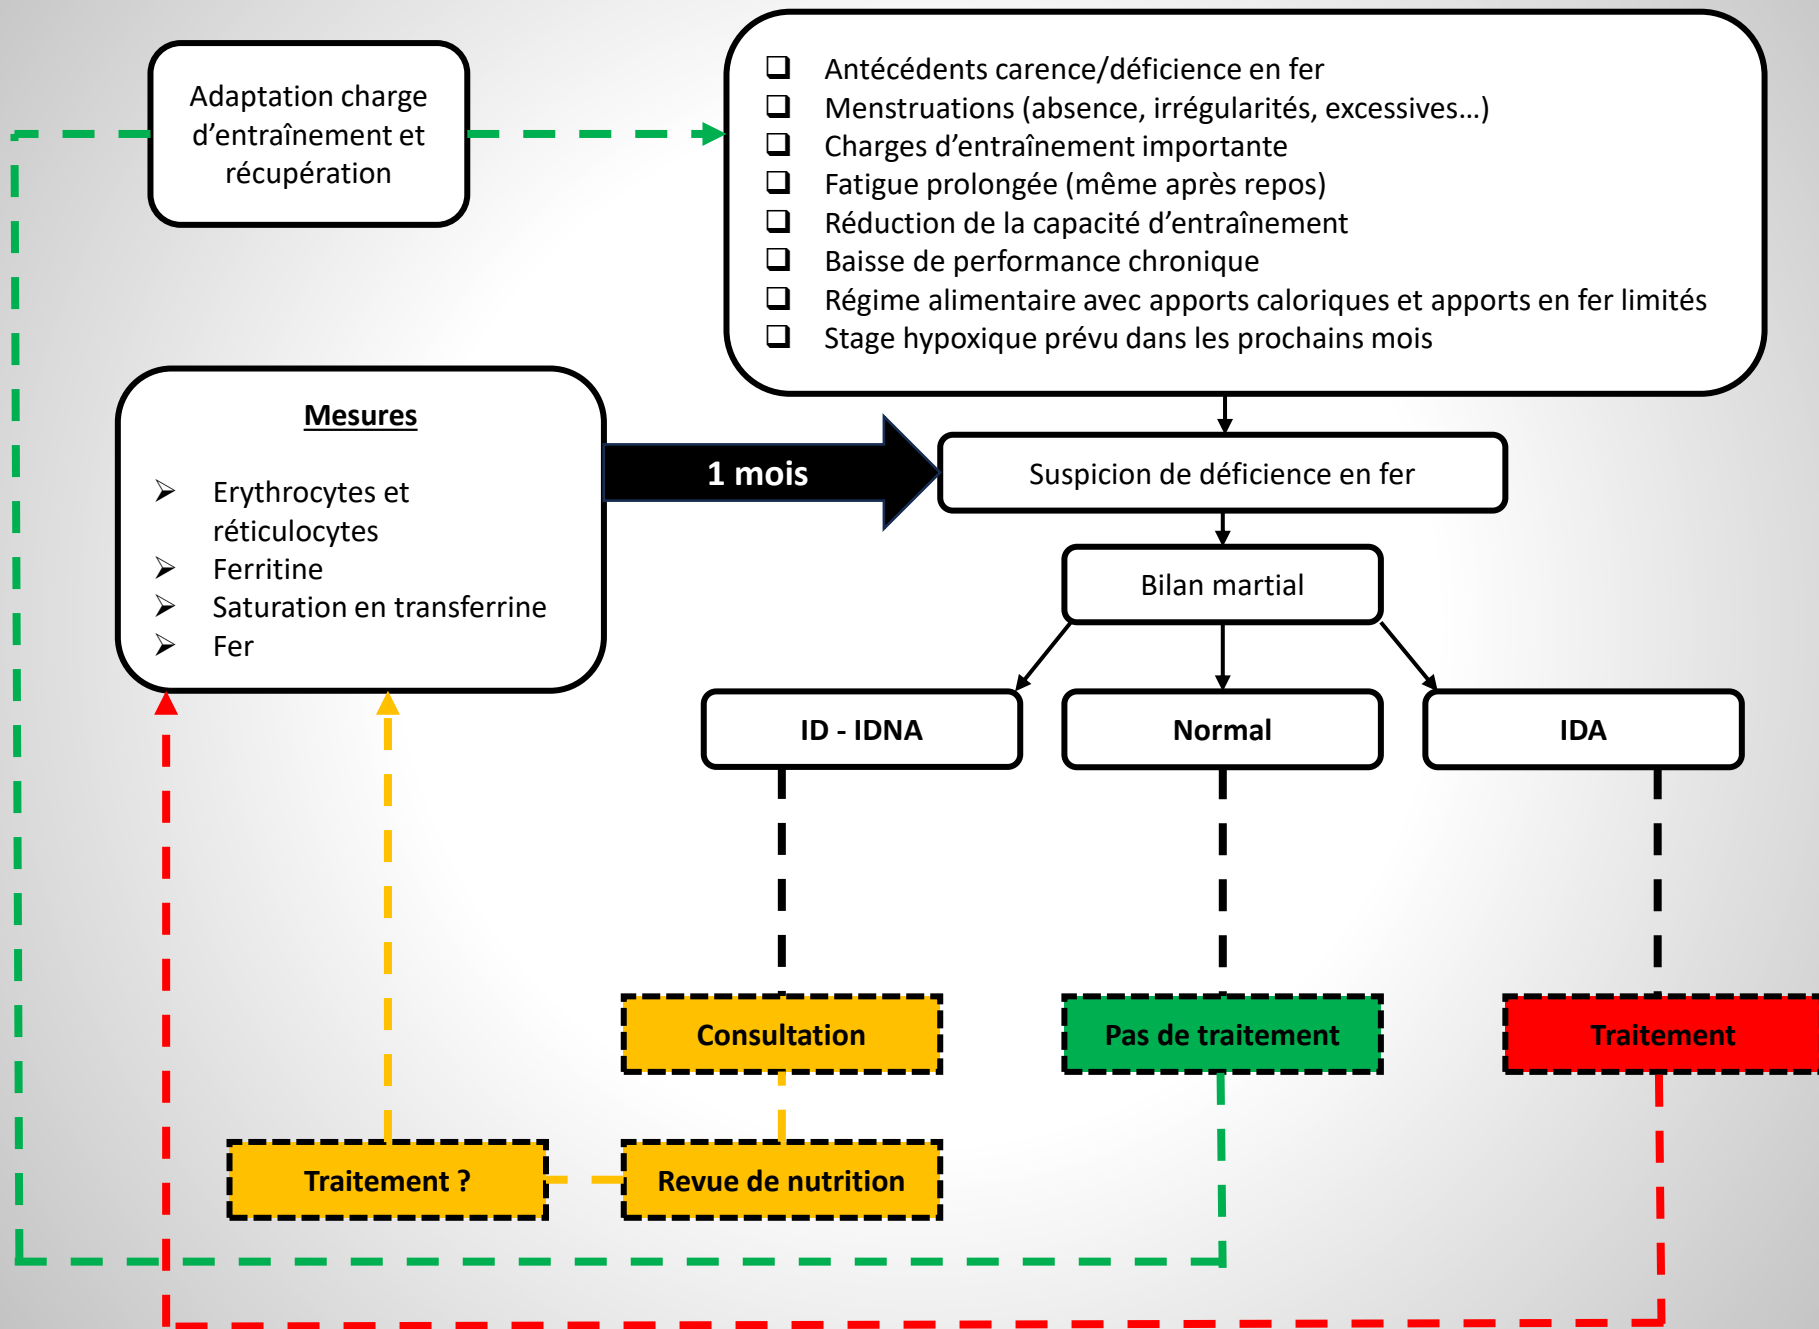 Adaptation charge
d'entraînement et
récupération
❑ Antécédents carence/déficience en fer
❑ Menstruations (absence, irrégularités, excessives…)
❑ Charges d'entraînement importante
❑ Fatigue prolongée (même après repos)
❑ Réduction de la capacité d'entraînement
❑ Baisse de performance chronique
❑ Régime alimentaire avec apports caloriques et apports en fer limités
❑ Stage hypoxique prévu dans les prochains mois
Mesures
➢ Erythrocytes et
réticulocytes
➢ Ferritine
➢ Saturation en transferrine
➢ Fer
1 mois
Suspicion de déficience en fer
Bilan martial
ID - IDNA
Normal
IDA
Consultation
Pas de traitement
Traitement
Traitement ?
Revue de nutrition